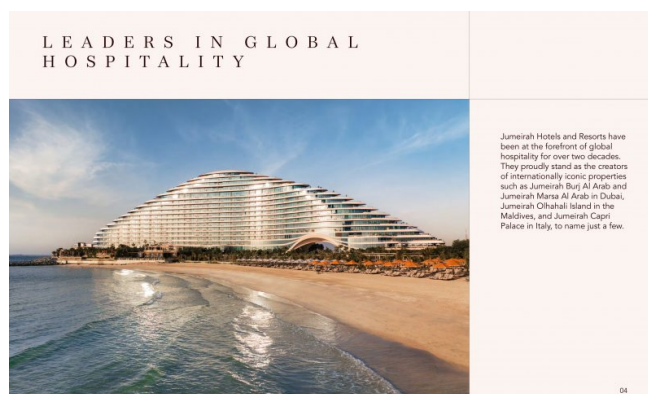 LEADERS IN GLOBAL
HOSPITALITY
Jumeirah Hotels and Resorts have
been at the forefront of global
hospitality for over two decades.
They proudly stand as the creators
of internationally iconic properties
such as Jumeirah Burj Al Arab and
Jumeirah Marsa Al Arab in Dubai,
Jumeirah Olhahali Island in the
Maldives, and Jumeirah Capri
Palace in Italy, to name just a few.
04